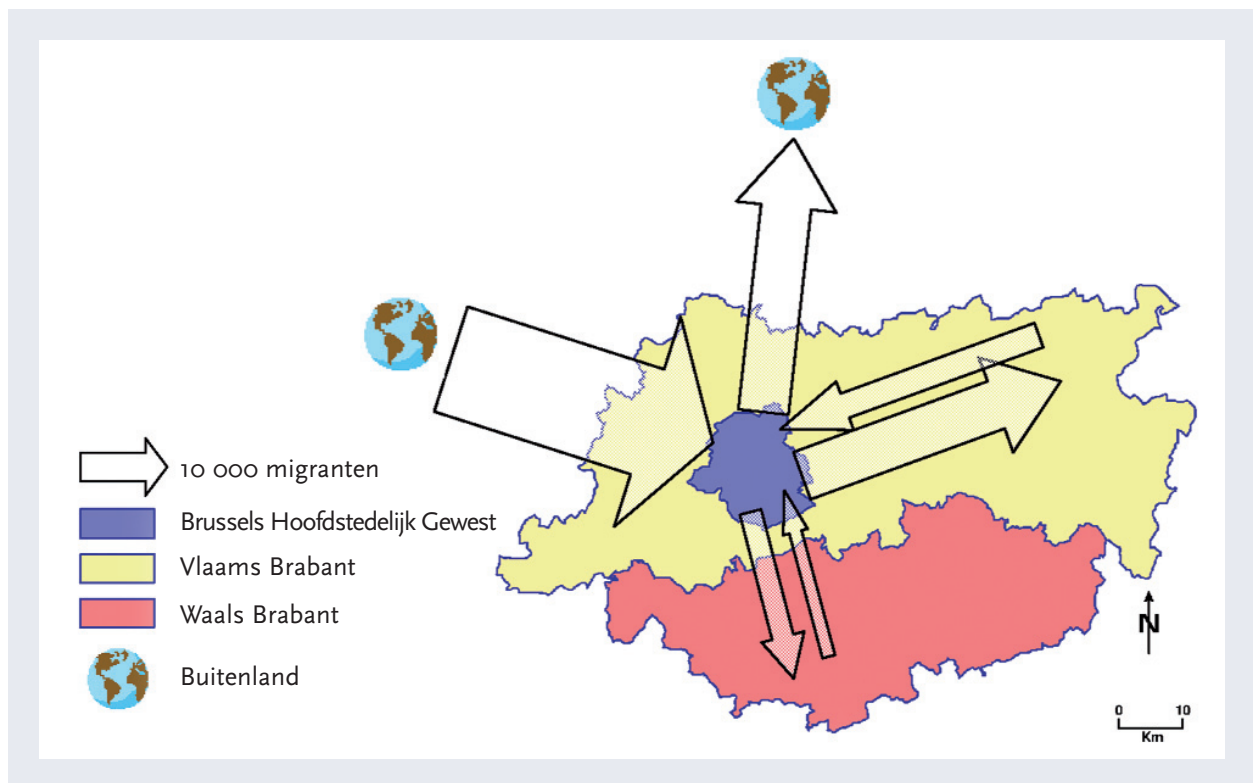 10 000 migranten
Brussels Hoofdstedelijk Gewest
Vlaams Brabant
Waals Brabant
Buitenland
N
0 10
Km